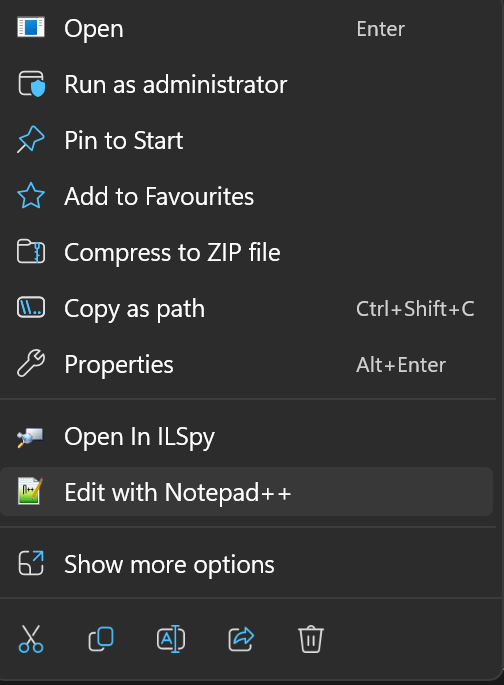 Open Enter
Run as administrator
Pin to Start
Add to Favourites
Compress to ZIP file
Copy as path Ctrl+Shift+C
Properties Alt+Enter
Open In ILSpy
Edit with Notepad++
Show more options